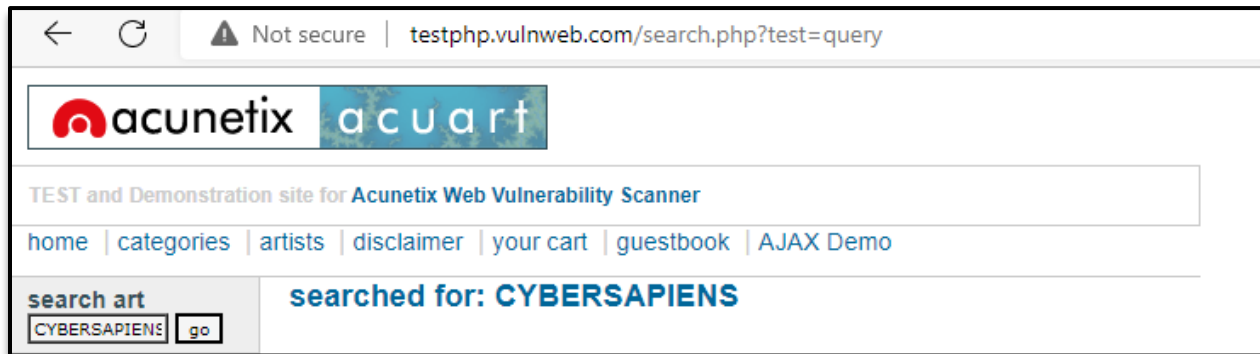 Not secure | testphp.vulnweb.com/search.php?test=query
acunetix acuart
TEST and Demonstration site for Acunetix Web Vulnerability Scanner
home | categories | artists | disclaimer | your cart | guestbook | AJAX Demo
search art
searched for: CYBERSAPIENS
CYBERSAPIENS go